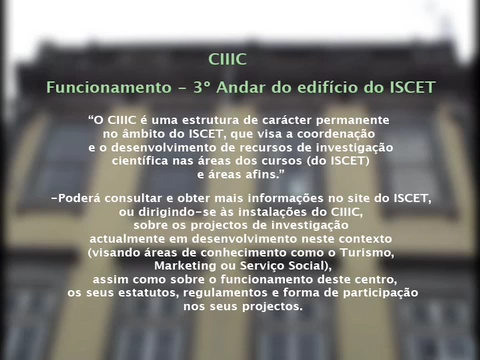 CIIIC
Funcionamento - 3º Andar do edifício do ISCET
“O CIIIC é uma estrutura de carácter permanente
no âmbito do ISCET, que visa a coordenação
e o desenvolvimento de recursos de investigação
científica nas áreas dos cursos (do ISCET)
e áreas afins.”
-Poderá consultar e obter mais informações no site do ISCET,
ou dirigindo-se às instalações do CIIIC,
sobre os projectos de investigação
actualmente em desenvolvimento neste contexto
(visando áreas de conhecimento como o Turismo,
Marketing ou Serviço Social),
assim como sobre o funcionamento deste centro,
os seus estatutos, regulamentos e forma de participação
nos seus projectos.